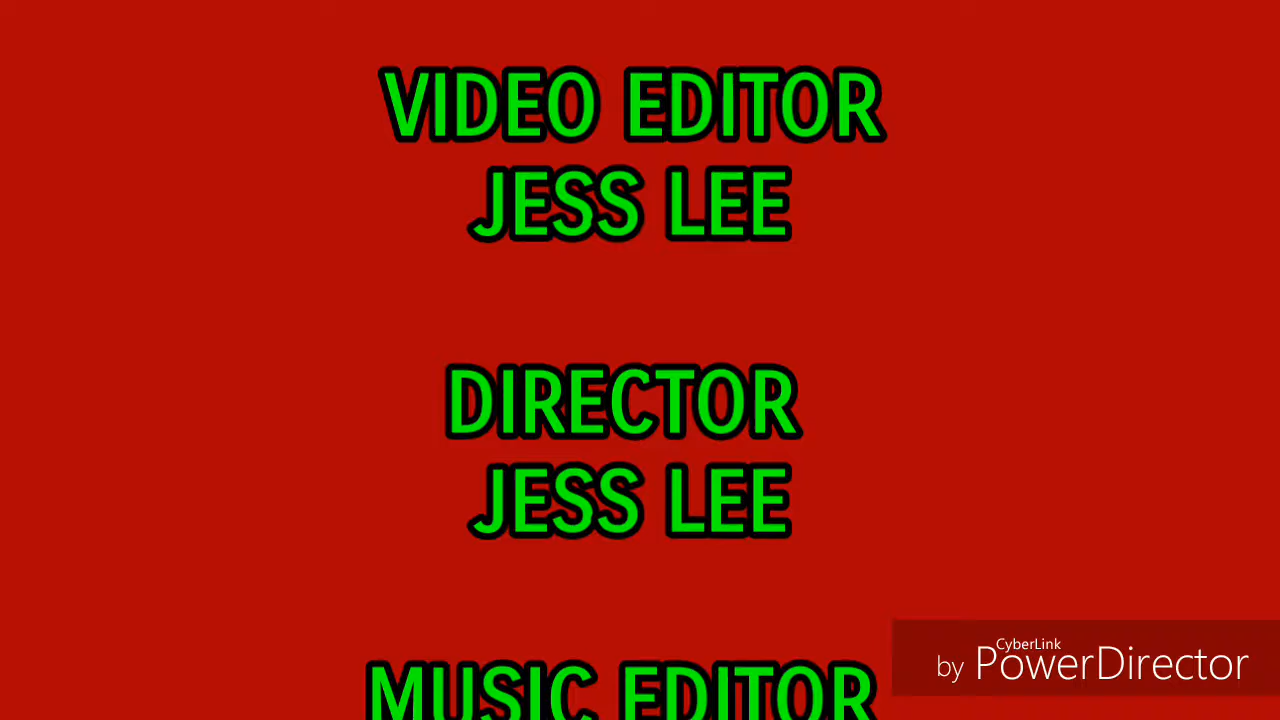 VIDEO EDITOR
JESS LEE
DIRECTOR
JESS LEE
MUSIC EDITOR
CyberLink
by PowerDirector